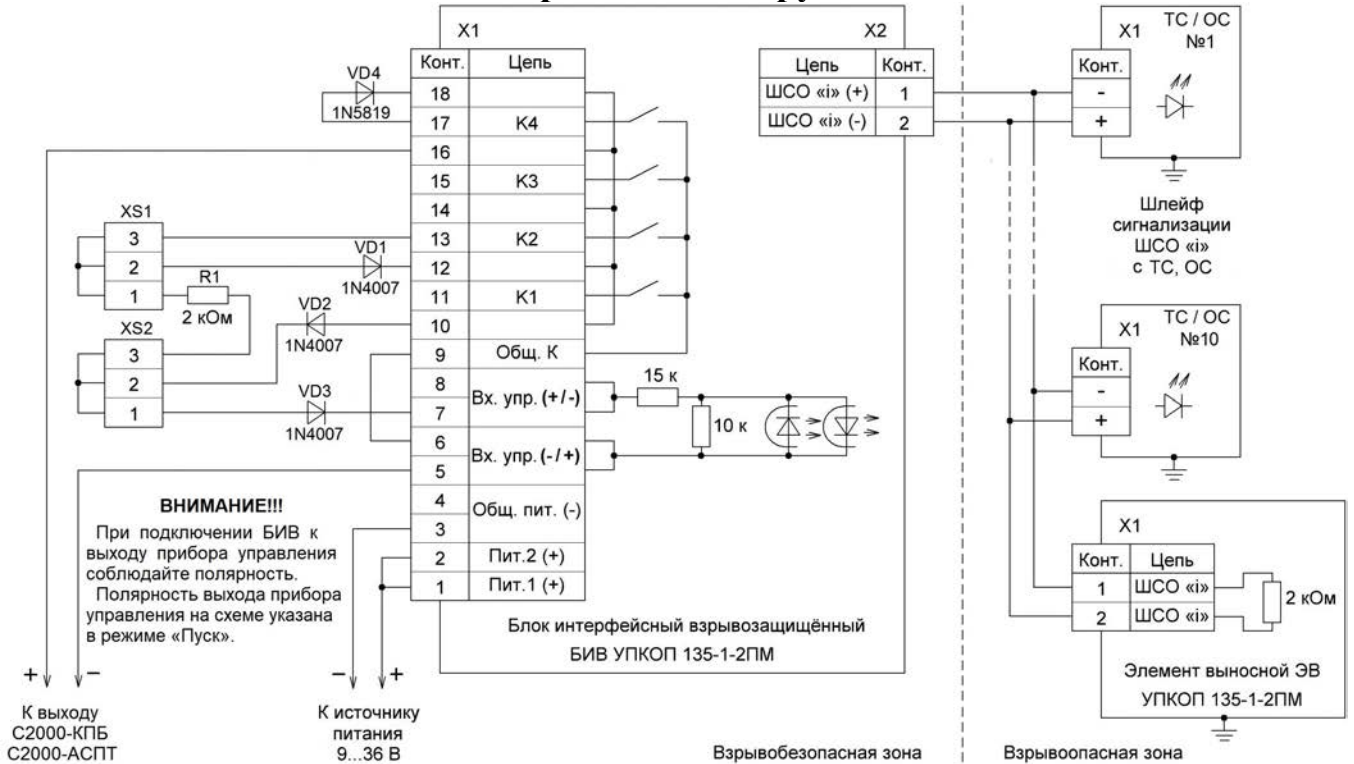 X1
Конт.
Цепь
18
17
K4
16
15
K3
14
13
K2
12
11
K1
10
9
Общ. К
8
Вх. упр. (+/-)
7
6
Вх. упр. (-/+)
5
4
Общ. пит. (-)
3
2
Пит.2 (+)
1
Пит.1 (+)
VD4
1N5819
XS1
3
2
1
VD1
1N4007
R1
2 кОм
VD2
1N4007
XS2
3
2
1
VD3
1N4007
15 к
10 к
X2
Цепь
Конт.
ШСО «i» (+)
1
ШСО «i» (-)
2
ВНИМАНИЕ!!!
При подключении БИВ к
выходу прибора управления
соблюдайте полярность.
Полярность выхода прибора
управления на схеме указана
в режиме «Пуск».
+
−
К выходу
С2000-КПБ
С2000-АСПТ
−
+
К источнику
питания
9...36 В
Блок интерфейсный взрывозащищённый
БИВ УПКОП 135-1-2ПМ
Взрывобезопасная зона
Взрывоопасная зона
X1
ТС / ОС
№1
Конт.
-
+
Шлейф
сигнализации
ШСО «i»
с ТС, ОС
X1
ТС / ОС
№10
Конт.
-
+
X1
Конт.
Цепь
1
ШСО «i»
2
ШСО «i»
2 кОм
Элемент выносной ЭВ
УПКОП 135-1-2ПМ